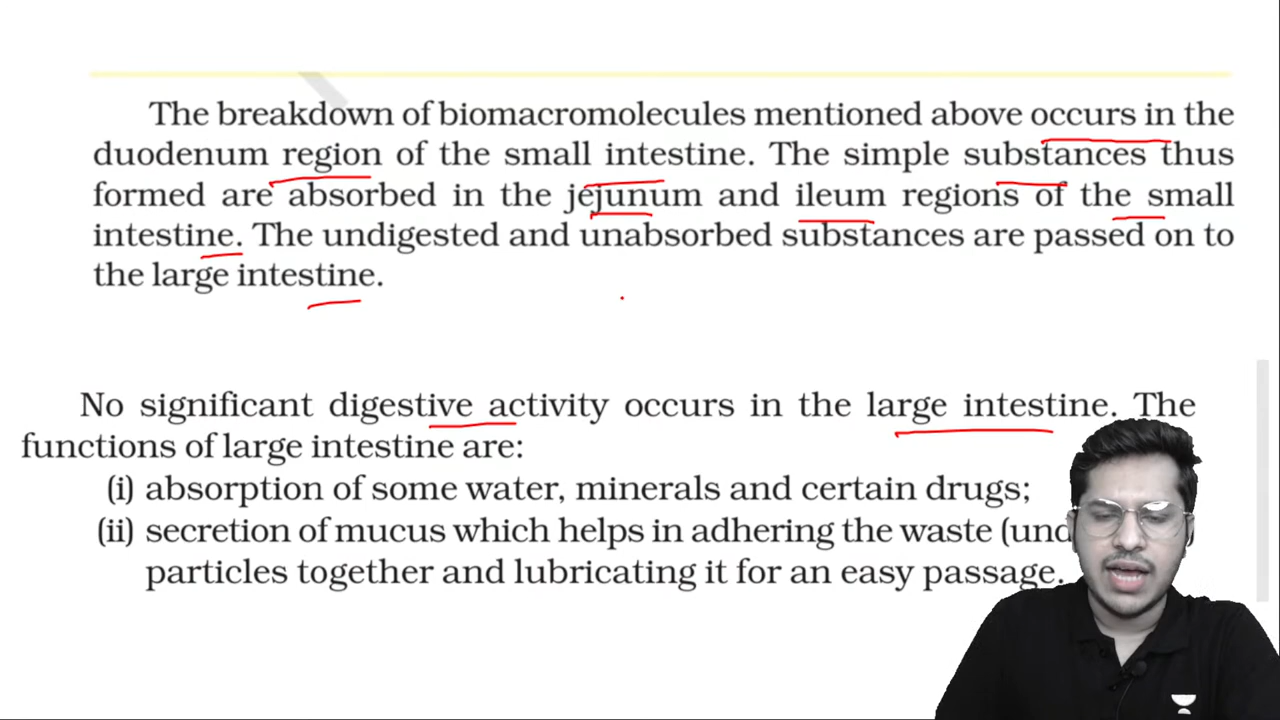 The breakdown of biomacromolecules mentioned above occurs in the
duodenum region of the small intestine. The simple substances thus
formed are absorbed in the jejunum and ileum regions of the small
intestine. The undigested and unabsorbed substances are passed on to
the large intestine.
No significant digestive activity occurs in the large intestine. The
functions of large intestine are:
(i) absorption of some water, minerals and certain drugs;
(ii) secretion of mucus which helps in adhering the waste
particles together and lubricating it for an easy passage.